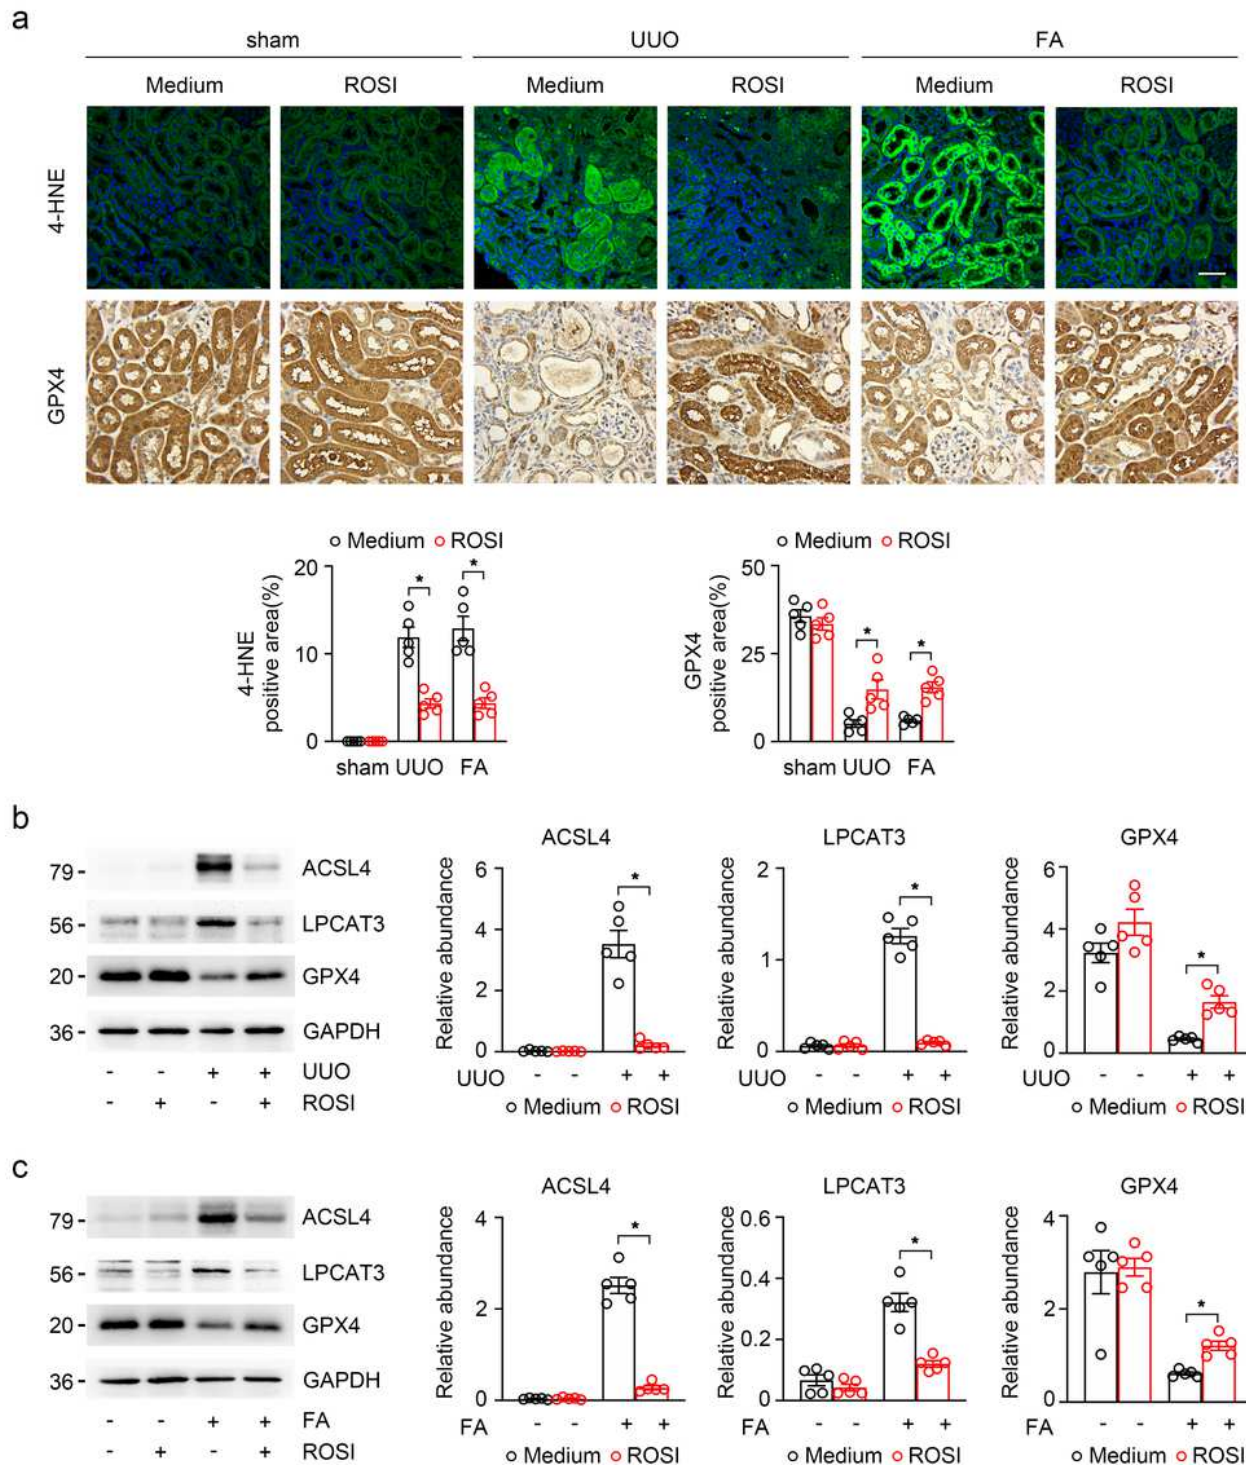 a
sham UUO FA
Medium ROSI Medium ROSI Medium ROSI
4-HNE
GPX4
Medium ROSI
4-HNE
positive area(%)
20
10
0
* *
sham UUO FA
Medium ROSI
GPX4
positive area(%)
50
25
0
* *
sham UUO FA
b
79 - ACSL4
56 - LPCAT3
20 - GPX4
36 - GAPDH
- - + + UUO
- + - + ROSI
ACSL4
Relative abundance
6
4
2
0
*
UUO - - + +
Medium ROSI
LPCAT3
Relative abundance
2
1
0
*
UUO - - + +
Medium ROSI
GPX4
Relative abundance
6
4
2
0
*
UUO - - + +
Medium ROSI
c
79 - ACSL4
56 - LPCAT3
20 - GPX4
36 - GAPDH
- - + + FA
- + - + ROSI
ACSL4
Relative abundance
4
2
0
*
FA - - + +
Medium ROSI
LPCAT3
Relative abundance
0.6
0.4
0.2
0
*
FA - - + +
Medium ROSI
GPX4
Relative abundance
4
2
0
*
FA - - + +
Medium ROSI